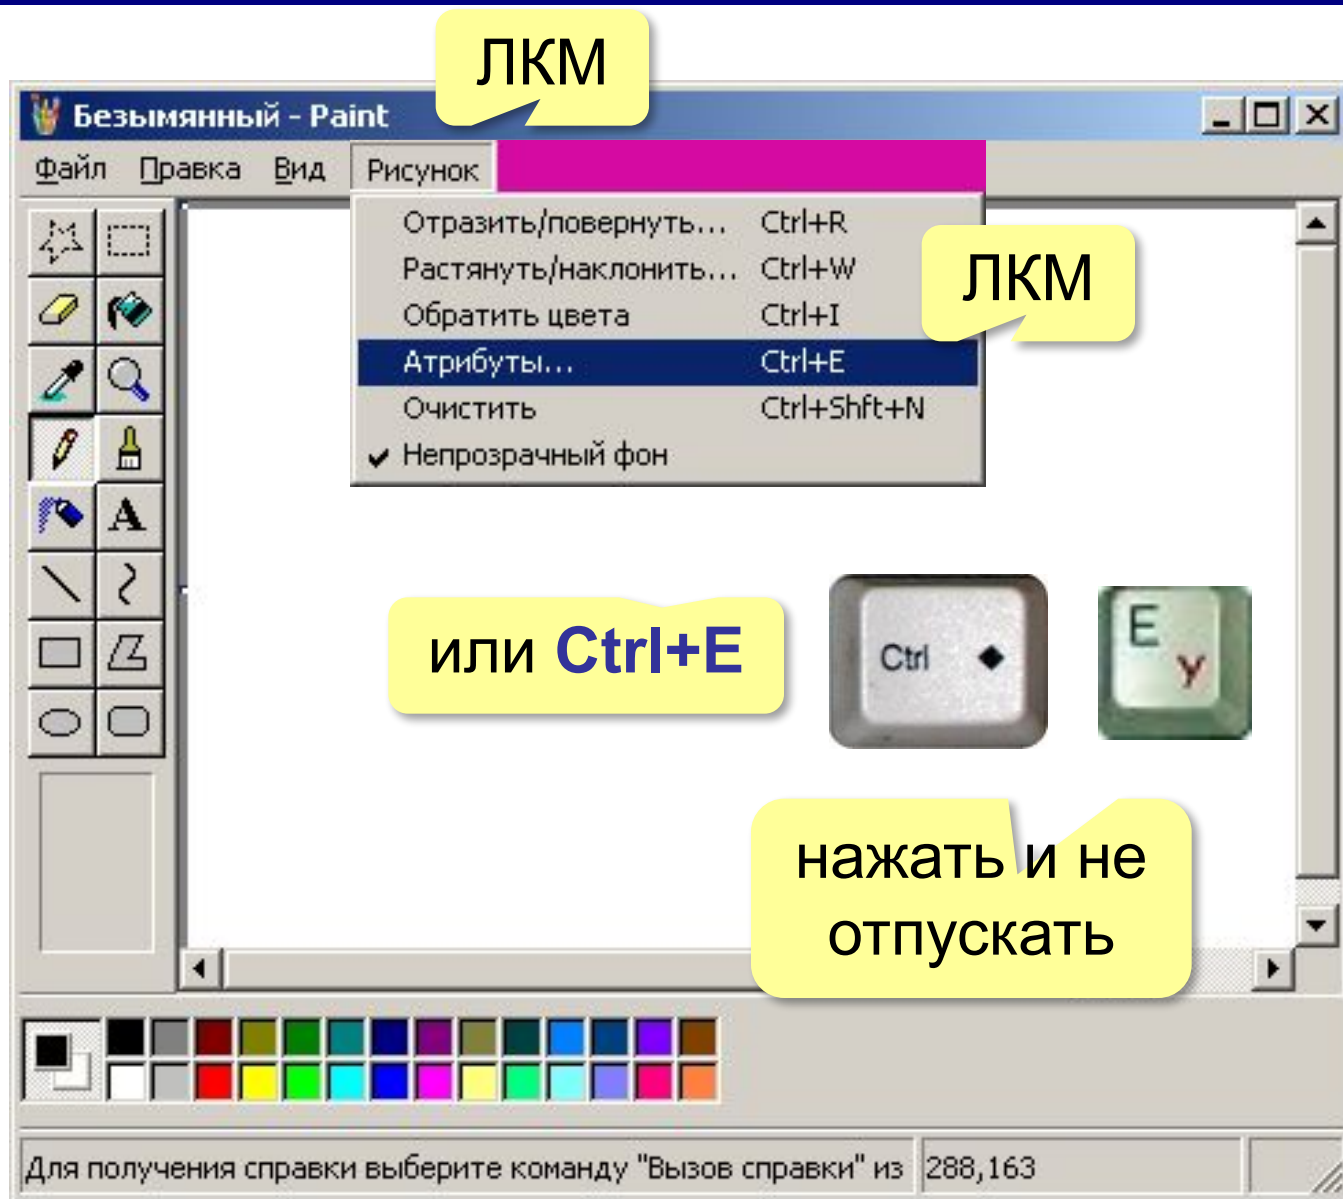 ЛКМ
Безымянный - Paint
Файл Правка Вид Рисунок
Отразить/повернуть... Ctrl+R
Растянуть/наклонить... Ctrl+W
ЛКМ
Обратить цвета Ctrl+I
Атрибуты... Ctrl+E
Очистить Ctrl+Shft+N
Непрозрачный фон
A
или Ctrl+E
Ctrl
E
У
нажать и не
отпускать
Для получения справки выберите команду "Вызов справки" из 288,163